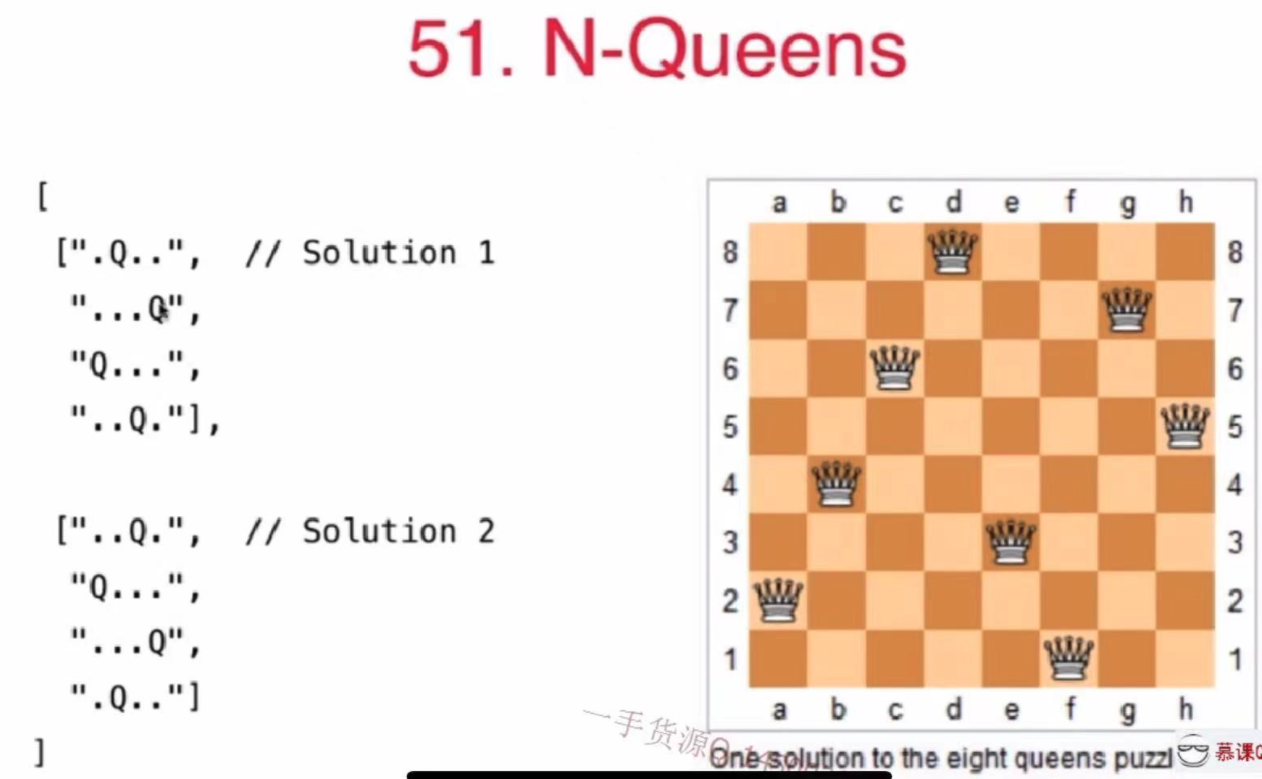 51. N-Queens
[
[".Q..", // Solution 1
"...Q",
"Q...",
"..Q."],
["..Q.", // Solution 2
"Q...",
"...Q",
".Q.."]
]
a b c d e f g h
8 8
7 7
6 6
5 5
4 4
3 3
2 2
1 1
a b c d e f g h
One solution to the eight queens puzzl
一手货源Q
慕课